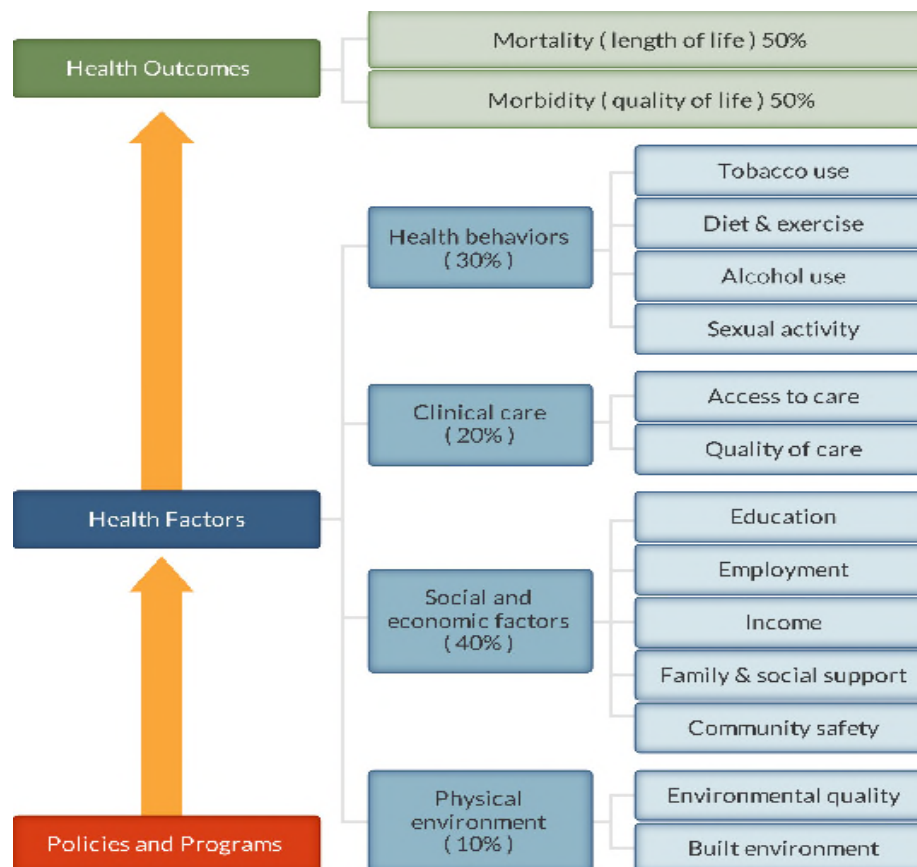 Health Outcomes
Mortality ( length of life ) 50%
Morbidity ( quality of life ) 50%
Health Factors
Health behaviors
( 30% )
Tobacco use
Diet & exercise
Alcohol use
Sexual activity
Clinical care
( 20% )
Access to care
Quality of care
Social and
economic factors
( 40% )
Education
Employment
Income
Family & social support
Community safety
Physical
environment
( 10% )
Environmental quality
Built environment
Policies and Programs